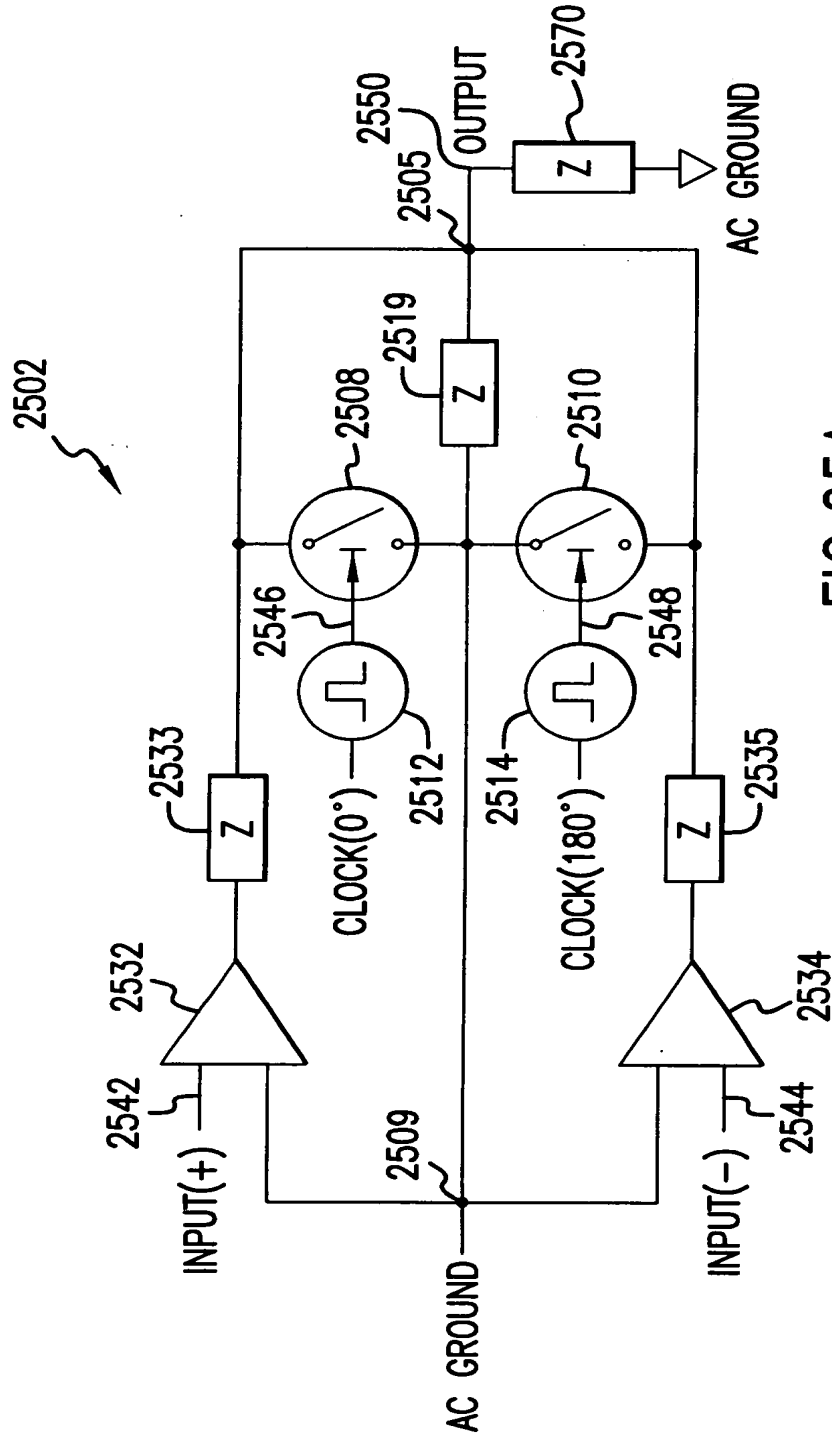 2502
INPUT(+)
2542
2532
2533
CLOCK(0°)
2512
2546
2508
2519
Z
Z
2505
2550
OUTPUT
2570
Z
AC GROUND
AC GROUND
2509
CLOCK(180°)
2514
2548
2510
INPUT(-)
2544
2534
2535
Z